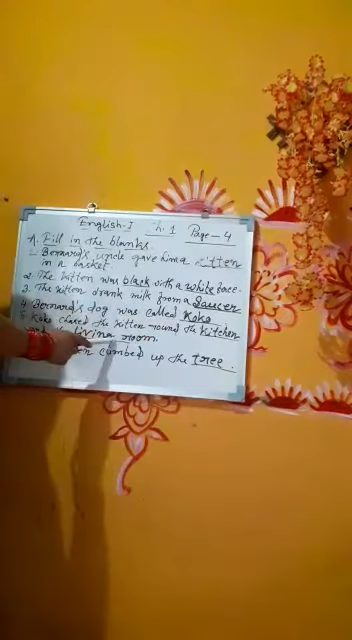 English-I Ch. 1 Page-4
A. Fill in the blanks.
1. Bernard's uncle gave him a kitten
in a basket
2. The kitten was black with a white face.
3. The kitten drank milk from a saucer
4 Bernard's dog was called Koko
5 Koko chased the kitten round the kitchen
living room.
climbed up the tree.